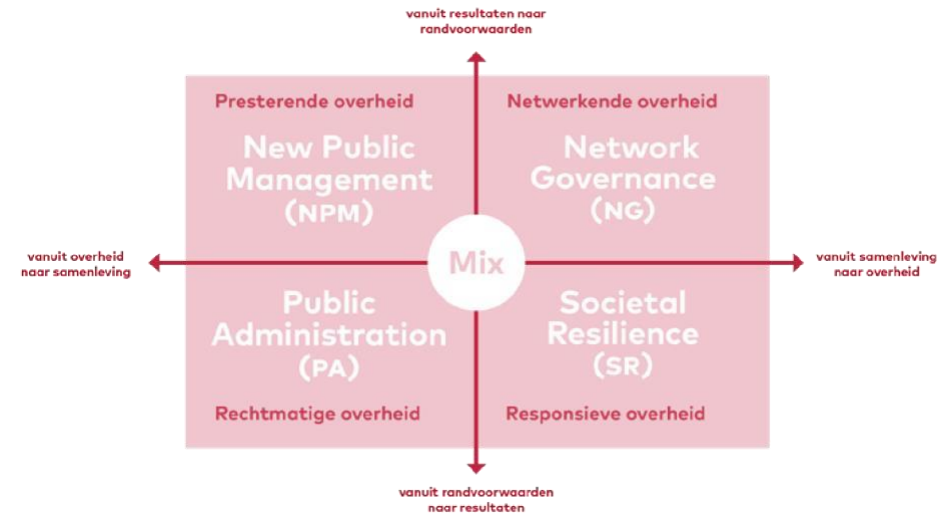 vanuit resultaten naar
randvoorwaarden
Presterende overheid
Netwerkende overheid
New Public
Management
(NPM)
Network
Governance
(NG)
vanuit overheid
naar samenleving
Mix
vanuit samenleving
naar overheid
Public
Administration
(PA)
Societal
Resilience
(SR)
Rechtmatige overheid
Responsieve overheid
vanuit randvoorwaarden
naar resultaten